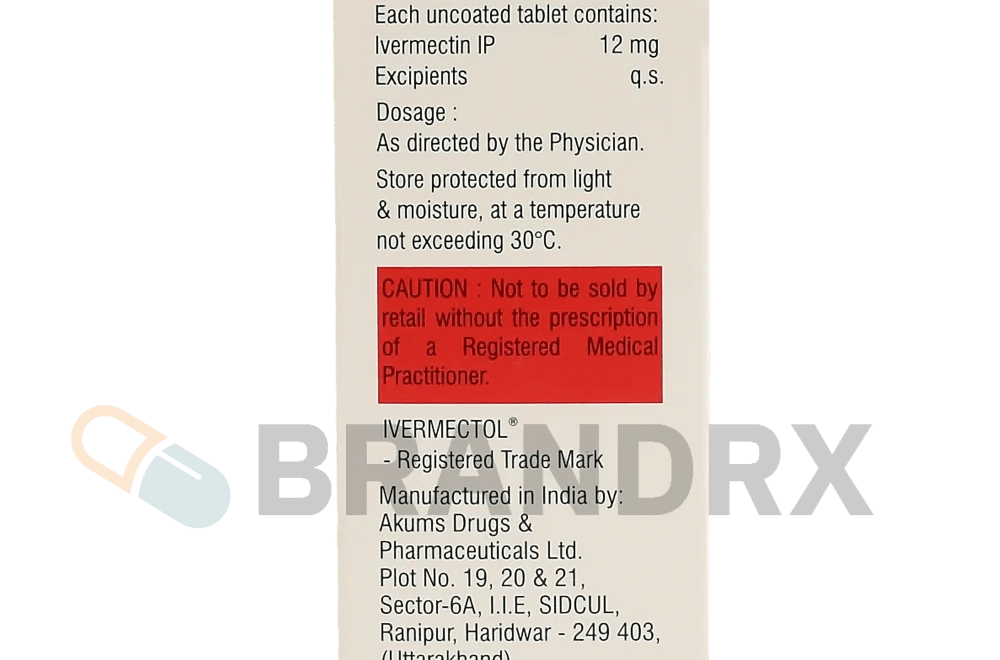 Each uncoated tablet contains:
Ivermectin IP 12 mg
Excipients q.s.
Dosage :
As directed by the Physician.
Store protected from light
& moisture, at a temperature
not exceeding 30°C.
CAUTION : Not to be sold by
retail without the prescription
of a Registered Medical
Practitioner.
IVERMECTOL®
- Registered Trade Mark
BRANDRX
Manufactured in India by:
Akums Drugs &
Pharmaceuticals Ltd.
Plot No. 19, 20 & 21,
Sector-6A, I.I.E, SIDCUL,
Ranipur, Haridwar - 249 403,
(Uttarakhand)